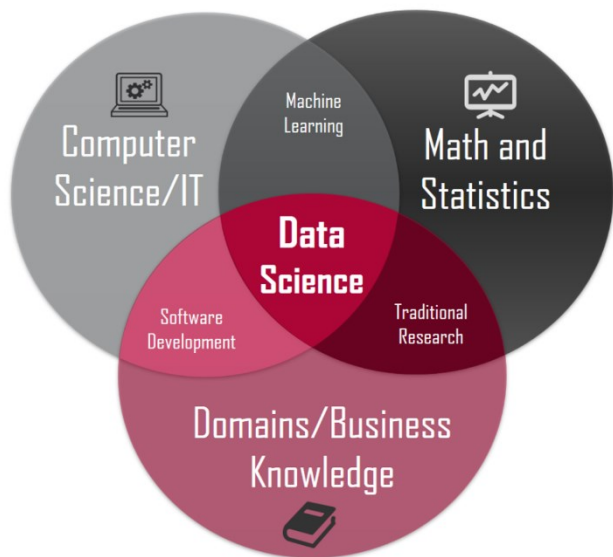 Computer
Science/IT
Machine
Learning
Math and
Statistics
Data
Science
Software
Development
Traditional
Research
Domains/Business
Knowledge